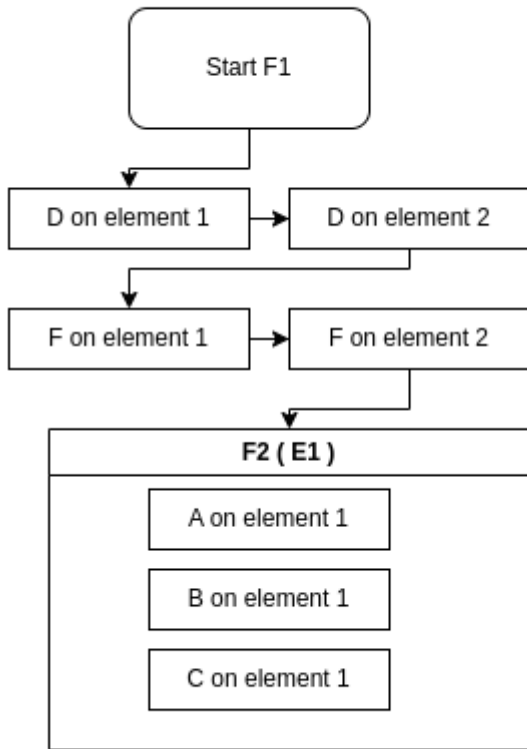 Start F1
D on element 1
D on element 2
F on element 1
F on element 2
F2 ( E1 )
A on element 1
B on element 1
C on element 1